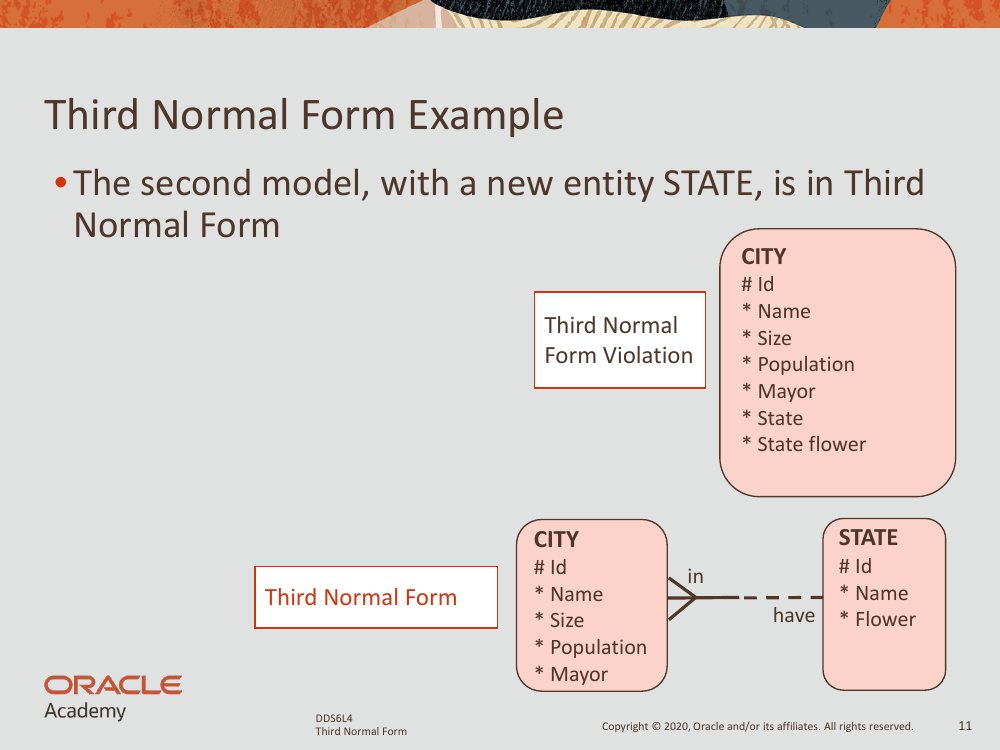 Third Normal Form Example
•The second model, with a new entity STATE, is in Third
Normal Form
CITY
# Id
* Name
* Size
* Population
* Mayor
* State
* State flower
Third Normal
Form Violation
Third Normal Form
CITY
# Id
* Name
* Size
* Population
* Mayor
in
have
STATE
# Id
* Name
* Flower
ORACLE
Academy
DDS6L4
Third Normal Form
Copyright © 2020, Oracle and/or its affiliates. All rights reserved.
11